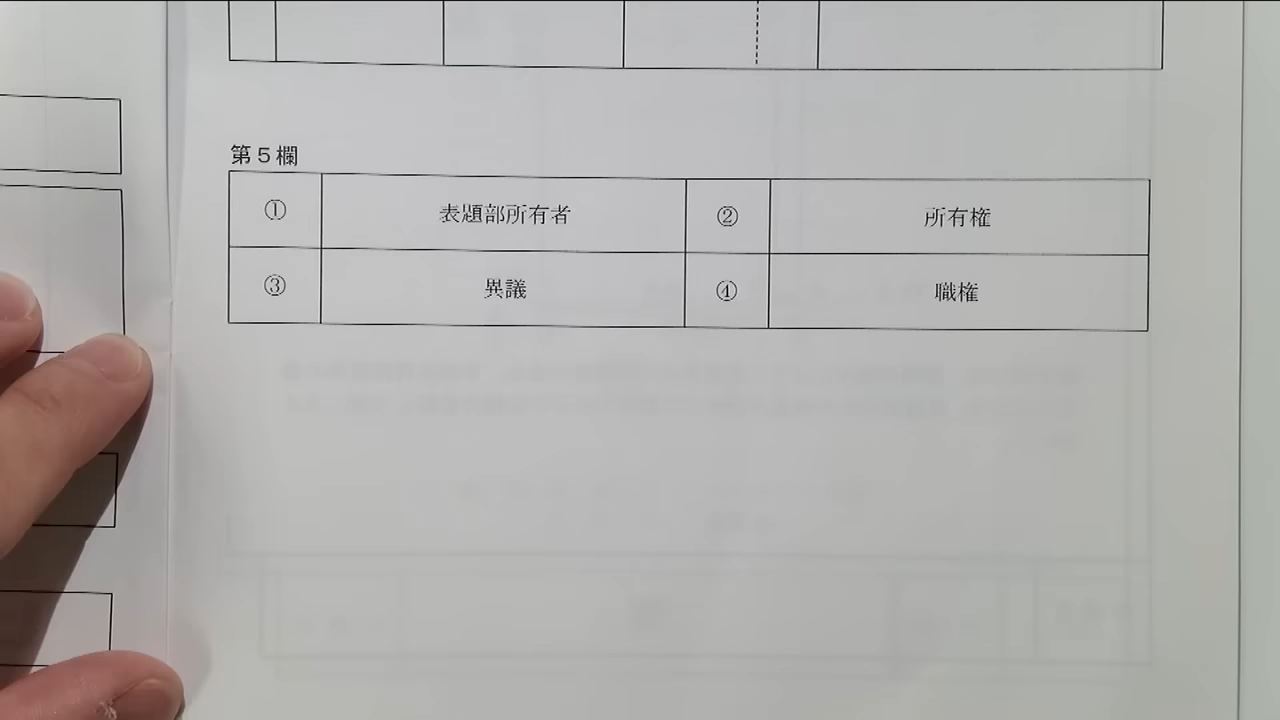 第5欄
① 表題部所有者 ② 所有権
③ 異議 ④ 職権